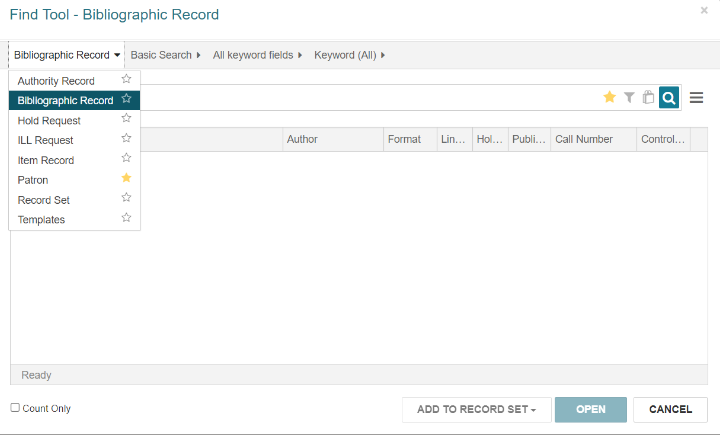 Find Tool - Bibliographic Record
×
Bibliographic Record Basic Search All keyword fields Keyword (All)
Authority Record
Bibliographic Record
Hold Request
ILL Request
Item Record
Patron
Record Set
Templates
Author Format Lin... Hol... Publi... Call Number Control...
Ready
Count Only ADD TO RECORD SET OPEN CANCEL